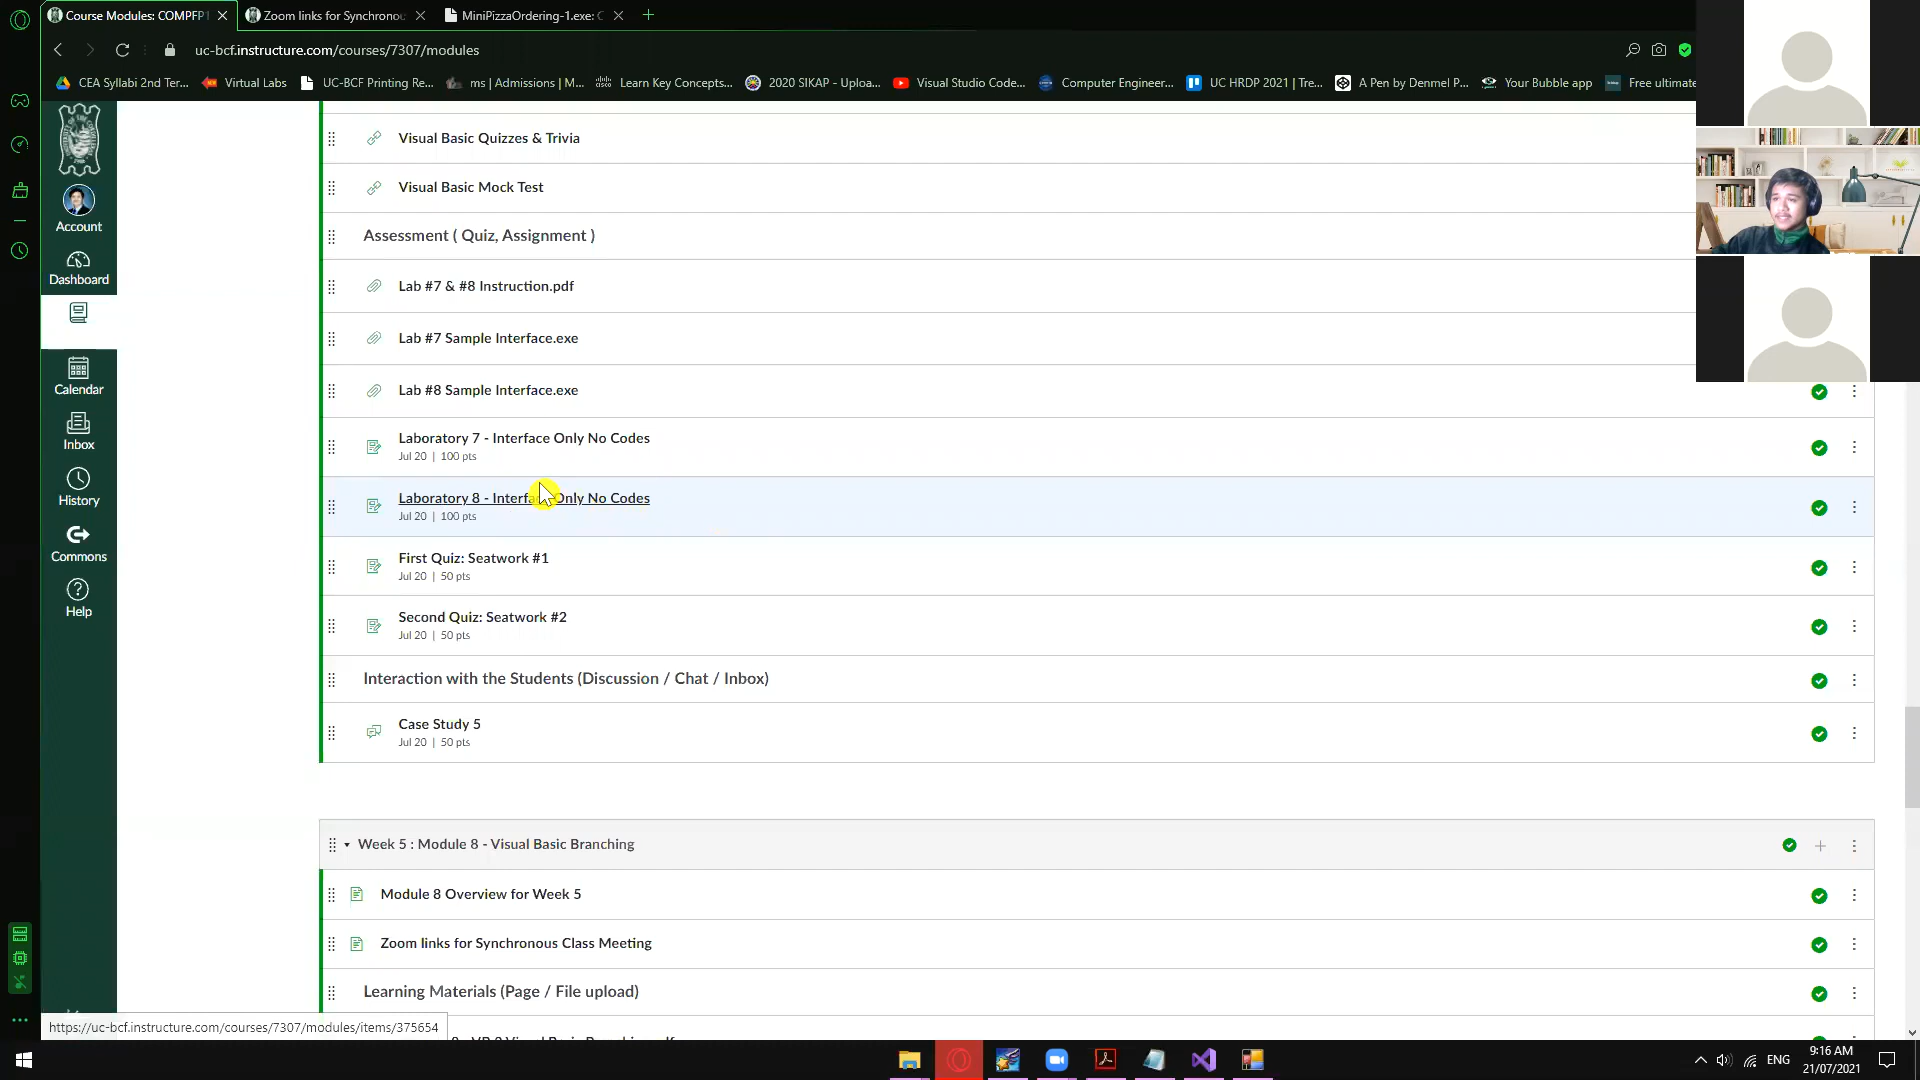 Course Modules: COMPFP1
Zoom links for Synchronou
MiniPizzaOrdering-1.exe: C
uc-bcf.instructure.com/courses/7307/modules
CEA Syllabi 2nd Ter...
Virtual Labs
UC-BCF Printing Re...
ms | Admissions | M...
Learn Key Concepts...
2020 SIKAP - Uploa...
Visual Studio Code...
Computer Engineer...
UC HRDP 2021 | Tre...
A Pen by Denmel P...
Your Bubble app
Free ultimate
Account
Dashboard
Calendar
Inbox
History
Commons
Help
Visual Basic Quizzes & Trivia
Visual Basic Mock Test
Assessment ( Quiz, Assignment )
Lab #7 & #8 Instruction.pdf
Lab #7 Sample Interface.exe
Lab #8 Sample Interface.exe
Laboratory 7 - Interface Only No Codes
Jul 20 | 100 pts
Laboratory 8 - Interface Only No Codes
Jul 20 | 100 pts
First Quiz: Seatwork #1
Jul 20 | 50 pts
Second Quiz: Seatwork #2
Jul 20 | 50 pts
Interaction with the Students (Discussion / Chat / Inbox)
Case Study 5
Jul 20 | 50 pts
Week 5 : Module 8 - Visual Basic Branching
Module 8 Overview for Week 5
Zoom links for Synchronous Class Meeting
Learning Materials (Page / File upload)
https://uc-bcf.instructure.com/courses/7307/modules/items/375654
ENG
9:16 AM
21/07/2021